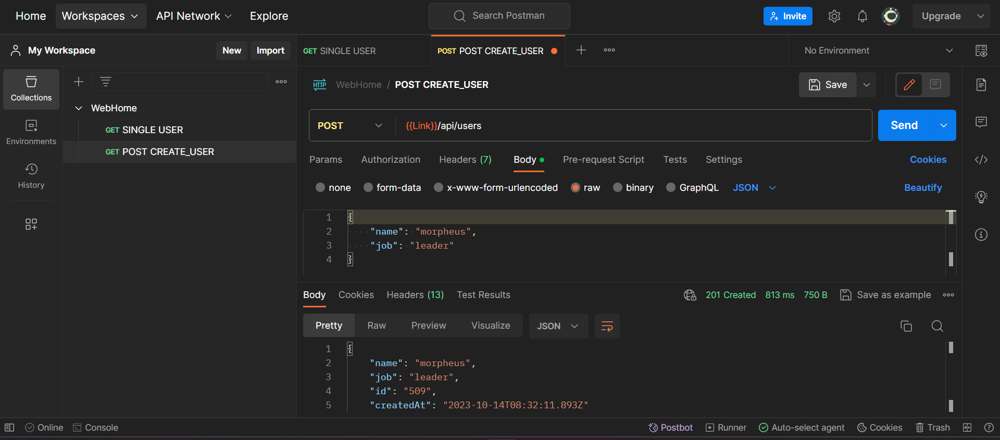 Home Workspaces API Network Explore Search Postman Invite Upgrade
My Workspace New Import GET SINGLE USER POST POST CREATE_USER No Environment
Collections
Environments
History
WebHome
GET SINGLE USER
GET POST CREATE_USER
HTTP WebHome / POST CREATE_USER Save
POST {{Link}}/api/users Send
Params Authorization Headers (7) Body Pre-request Script Tests Settings Cookies
none form-data x-www-form-urlencoded raw binary GraphQL JSON Beautify
1 {
2 "name": "morpheus",
3 "job": "leader"
4 }
Body Cookies Headers (13) Test Results 201 Created 813 ms 750 B Save as example
Pretty Raw Preview Visualize JSON
1 {
2 "name": "morpheus",
3 "job": "leader",
4 "id": "509",
5 "createdAt": "2023-10-14T08:32:11.893Z"
Online Console Postbot Runner Auto-select agent Cookies Trash